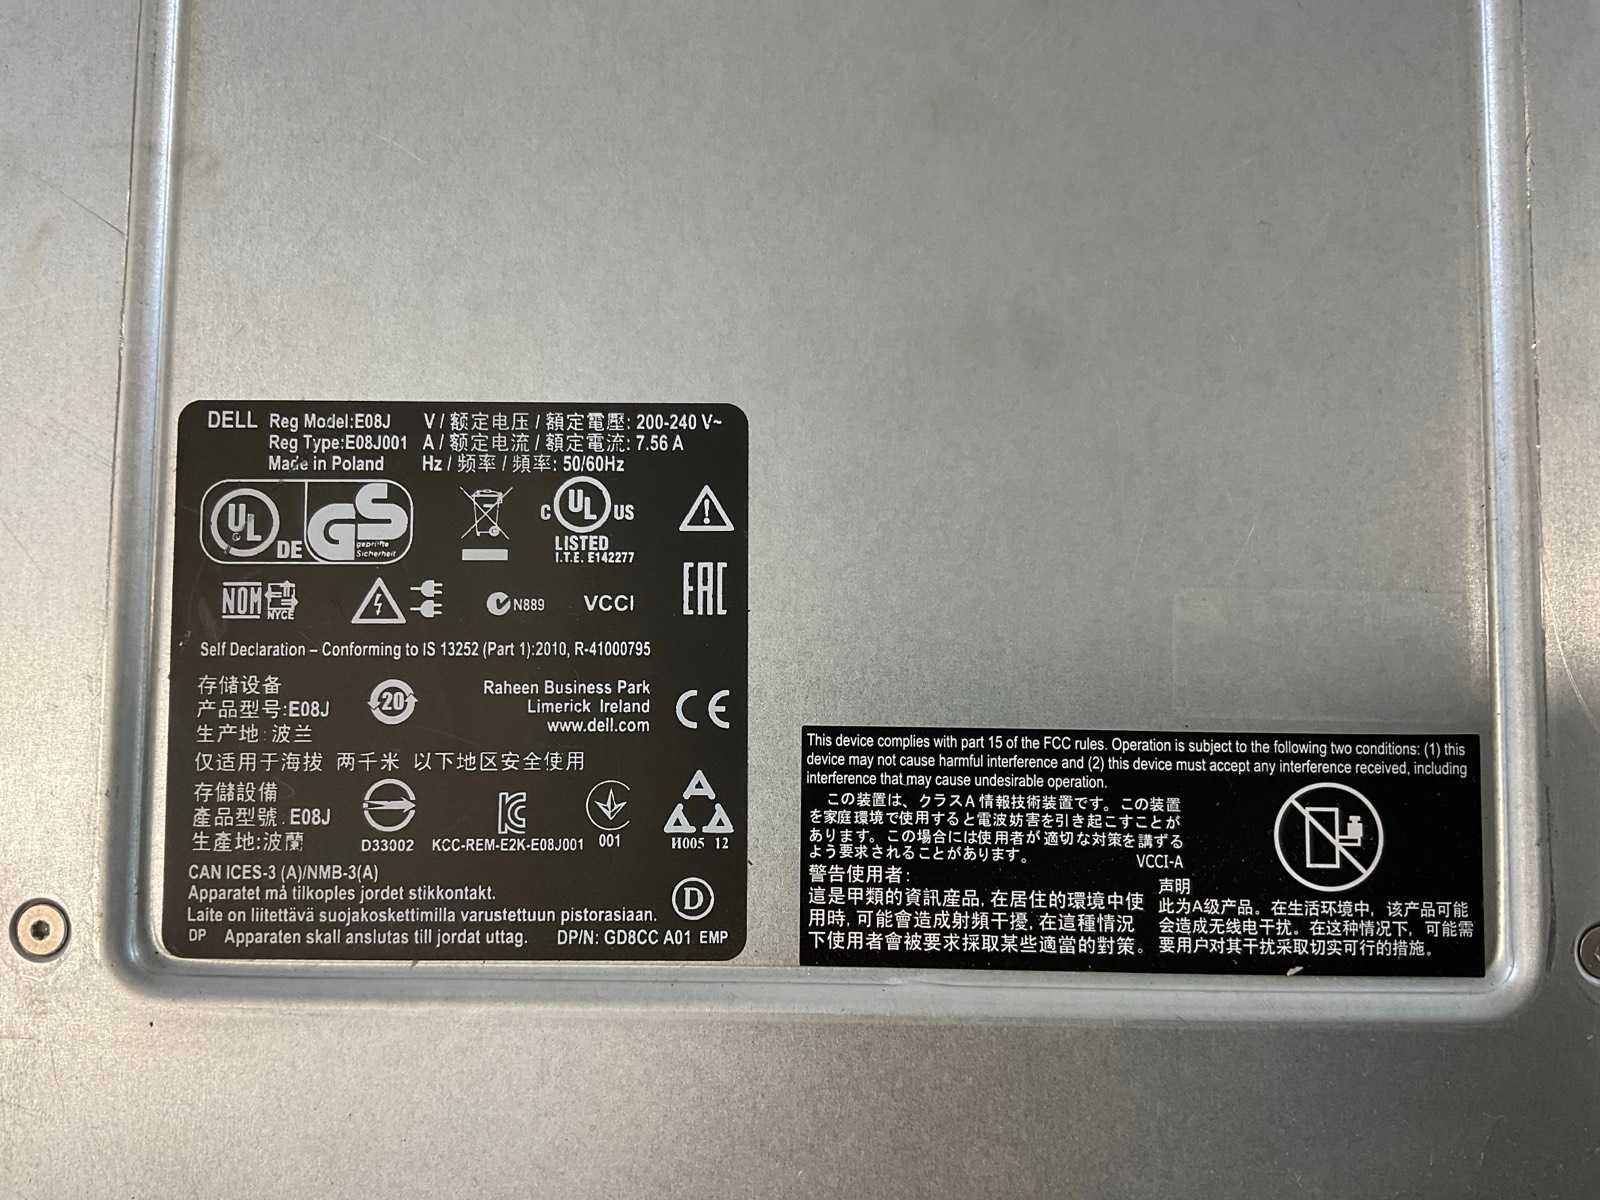 DELL Reg Model:E08J V / 额定电压 / 額定電壓: 200-240 V~
Reg Type:E08J001 A / 额定电流 / 額定電流: 7.56 A
Made in Poland Hz / 频率 / 頻率: 50/60Hz
UL DE GS geprüfte Sicherheit
C UL US
LISTED
I.T.E. E142277
NOM NYCE N889 VCCI EAC
Self Declaration – Conforming to IS 13252 (Part 1):2010, R-41000795
存储设备
产品型号:E08J
生产地: 波兰
20
Raheen Business Park
Limerick Ireland
www.dell.com
CE
仅适用于海拔 两千米 以下地区安全使用
存儲設備
產品型號. E08J
生產地:波蘭
D33002 KCC-REM-E2K-E08J001 001 И005 12
CAN ICES-3 (A)/NMB-3(A)
Apparatet må tilkoples jordet stikkontakt.
Laite on liitettävä suojakoskettimilla varustettuun pistorasiaan.
D
DP Apparaten skall anslutas till jordat uttag. DP/N: GD8CC A01 EMP
This device complies with part 15 of the FCC rules. Operation is subject to the following two conditions: (1) this
device may not cause harmful interference and (2) this device must accept any interference received, including
interference that may cause undesirable operation.
この装置は、クラスA 情報技術装置です。この装置
を家庭環境で使用すると電波妨害を引き起こすことが
あります。この場合には使用者が適切な対策を講ずる
よう要求されることがあります。
VCCI-A
警告使用者:
這是甲類的資訊産品, 在居住的環境中使
用時, 可能會造成射頻干擾, 在這種情況
下使用者會被要求採取某些適當的對策。
声明
此为A级产品。在生活环境中，该产品可能
会造成无线电干扰。在这种情况下，可能需
要用户对其干扰采取切实可行的措施。